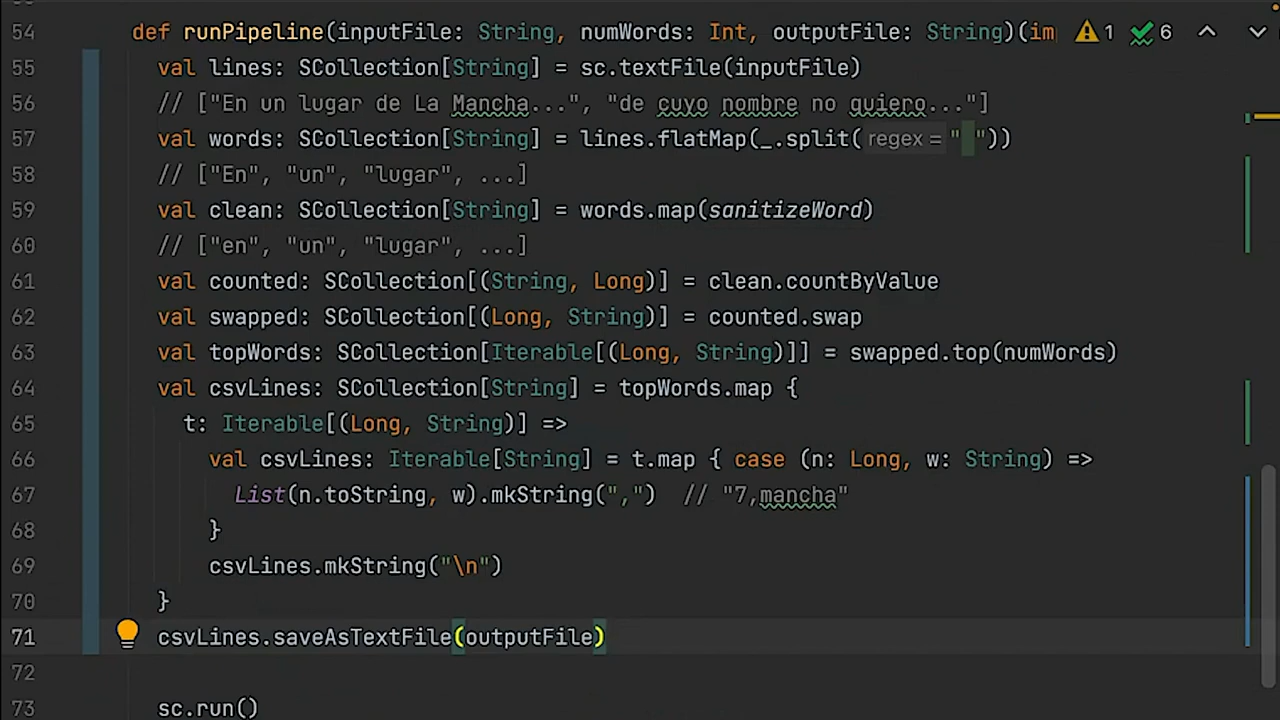 54 def runPipeline(inputFile: String, numWords: Int, outputFile: String)(im 1 6
55 val lines: SCollection[String] = sc.textFile(inputFile)
56 // ["En un lugar de La Mancha...", "de cuyo nombre no quiero..."]
57 val words: SCollection[String] = lines.flatMap(_.split( regex = " "))
58 // ["En", "un", "lugar", ...]
59 val clean: SCollection[String] = words.map(sanitizeWord)
60 // ["en", "un", "lugar", ...]
61 val counted: SCollection[(String, Long)] = clean.countByValue
62 val swapped: SCollection[(Long, String)] = counted.swap
63 val topWords: SCollection[Iterable[(Long, String)]] = swapped.top(numWords)
64 val csvLines: SCollection[String] = topWords.map {
65 t: Iterable[(Long, String)] =>
66 val csvLines: Iterable[String] = t.map { case (n: Long, w: String) =>
67 List(n.toString, w).mkString(",") // "7,mancha"
68 }
69 csvLines.mkString("\n")
70 }
71 csvLines.saveAsTextFile(outputFile)
72
73 sc.run()